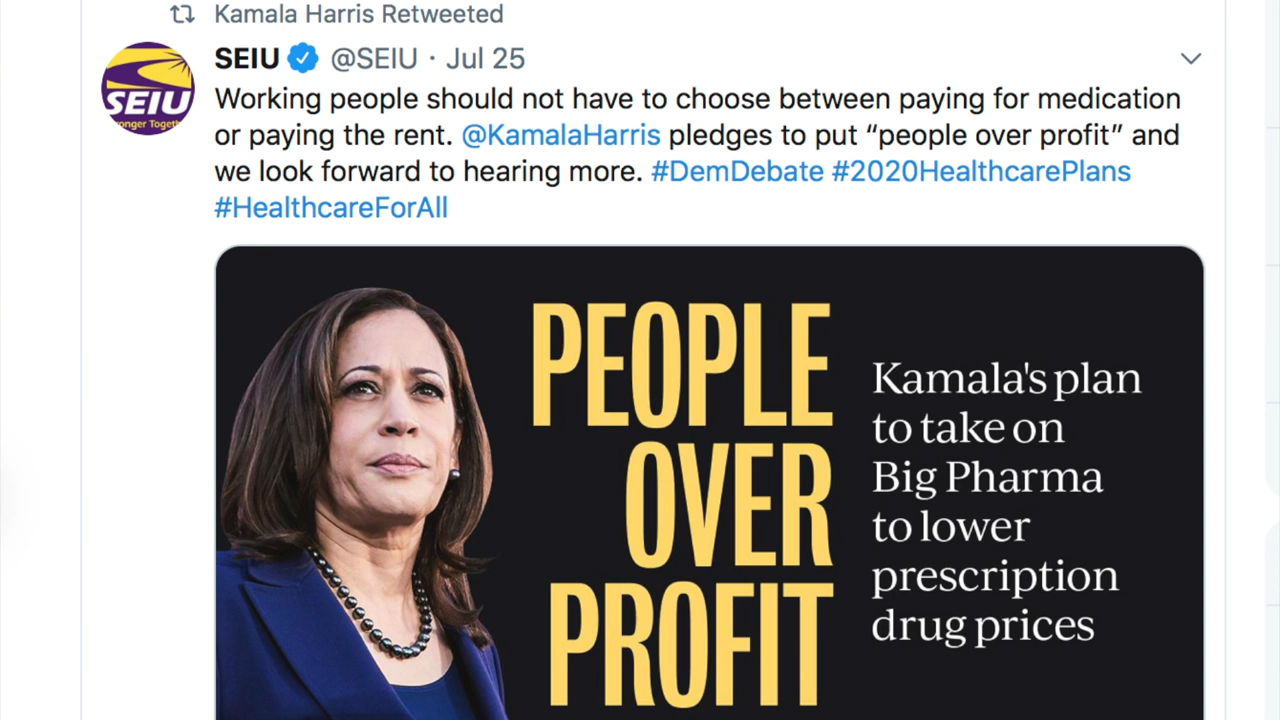 Kamala Harris Retweeted
SEIU @SEIU · Jul 25
SEIU
onger Togeth
Working people should not have to choose between paying for medication
or paying the rent. @KamalaHarris pledges to put “people over profit” and
we look forward to hearing more. #DemDebate #2020HealthcarePlans
#HealthcareForAll
PEOPLE
OVER
PROFIT
Kamala's plan
to take on
Big Pharma
to lower
prescription
drug prices